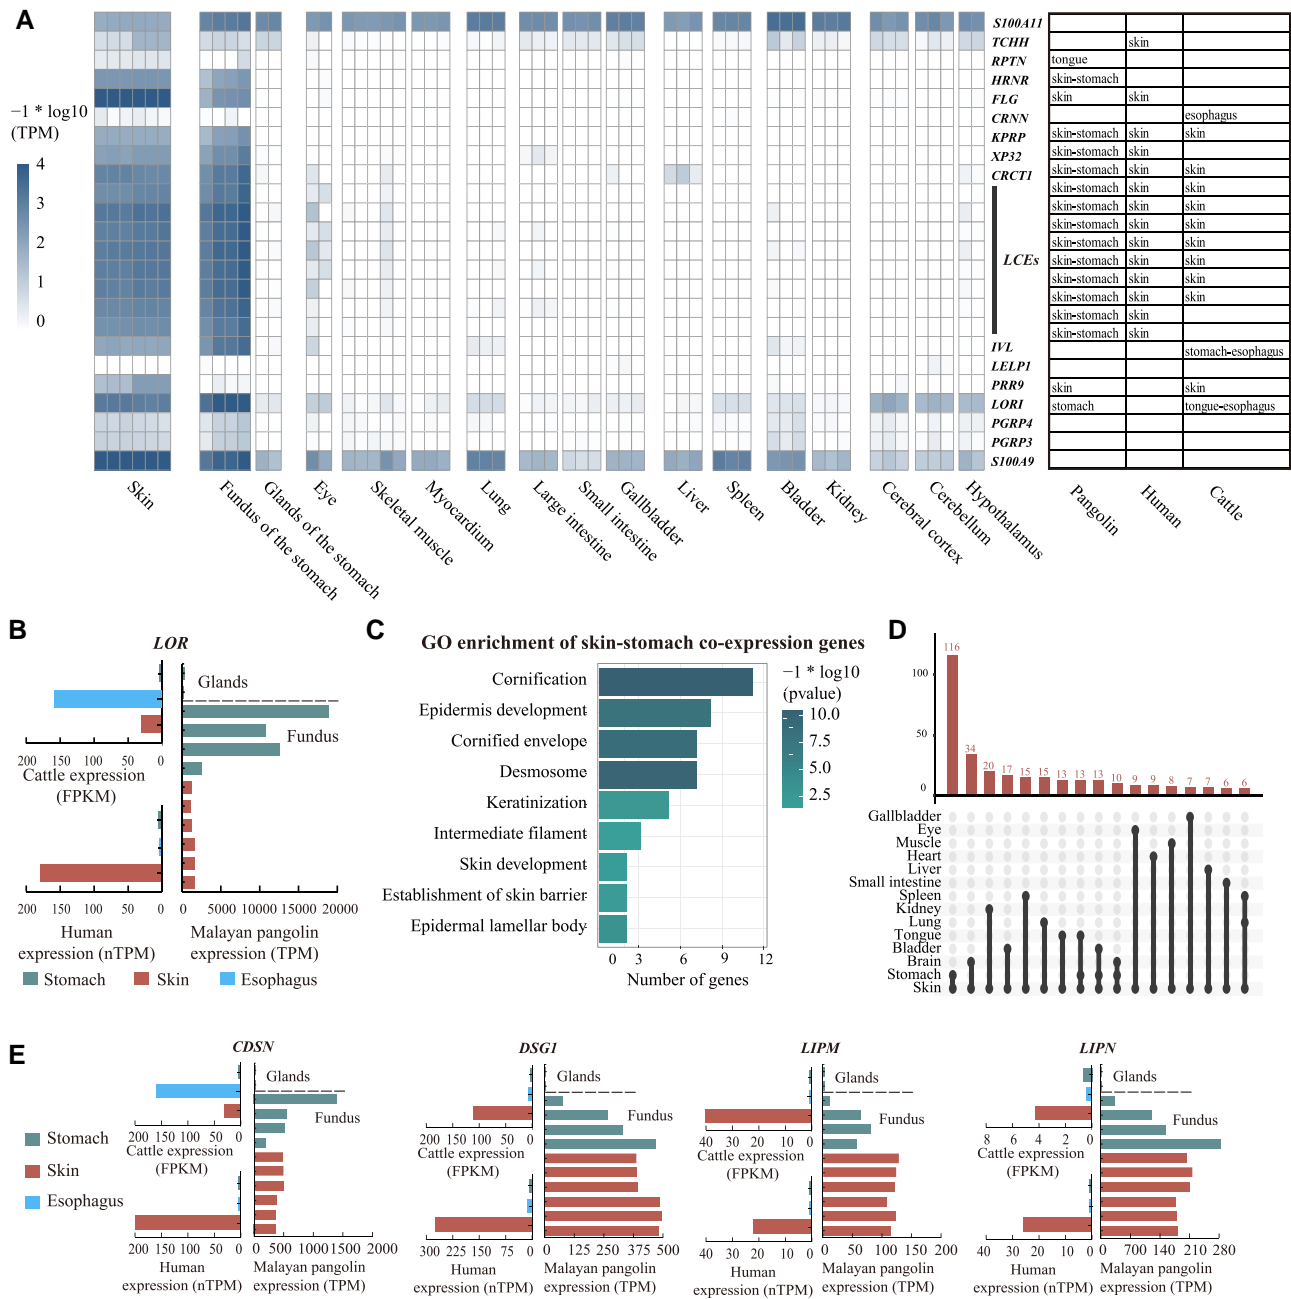 A
−1 * log10
(TPM)
4
3
2
1
0
S100A11
TCHH skin
RPTN tongue
HRNR skin-stomach
FLG skin skin
CRNN esophagus
KPRP skin-stomach skin skin
XP32 skin-stomach skin
CRCT1 skin-stomach skin skin
skin-stomach skin skin
skin-stomach skin skin
skin-stomach skin skin
skin-stomach skin skin
LCEs skin-stomach skin skin
skin-stomach skin skin
skin-stomach skin skin
skin-stomach skin
skin-stomach skin
IVL stomach-esophagus
LELP1
PRR9 skin skin
LORI stomach tongue-esophagus
PGRP4
PGRP3
S100A9
Skin
Fundus of the stomach
Glands of the stomach
Eye
Skeletal muscle
Myocardium
Lung
Large intestine
Small intestine
Gallbladder
Liver
Spleen
Bladder
Kidney
Cerebral cortex
Cerebellum
Hypothalamus
Pangolin
Human
Cattle
B
LOR
Glands
Fundus
200 150 100 50 0
Cattle expression
(FPKM)
200 150 100 50 0
Human
expression (nTPM)
0 5000 10000 15000 20000
Malayan pangolin
expression (TPM)
Stomach Skin Esophagus
C
GO enrichment of skin-stomach co-expression genes
Cornification
Epidermis development
Cornified envelope
Desmosome
Keratinization
Intermediate filament
Skin development
Establishment of skin barrier
Epidermal lamellar body
0 3 6 9 12
Number of genes
−1 * log10
(pvalue)
10.0
7.5
5.0
2.5
D
100
50
0
116 34 20 17 15 15 13 13 13 10 9 9 8 7 7 6 6
Gallbladder
Eye
Muscle
Heart
Liver
Small intestine
Spleen
Kidney
Lung
Tongue
Bladder
Brain
Stomach
Skin
E
Stomach
Skin
Esophagus
CDSN
Glands
Fundus
200 150 100 50 0
Cattle expression
(FPKM)
200 150 100 50 0
Human
expression (nTPM)
0 500 1000 1500 2000
Malayan pangolin
expression (TPM)
DSG1
Glands
Fundus
200 150 100 50 0
Cattle expression
(FPKM)
300 225 150 75 0
Human
expression (nTPM)
0 125 250 375 500
Malayan pangolin
expression (TPM)
LIPM
Glands
Fundus
40 30 20 10 0
Cattle expression
(FPKM)
40 30 20 10 0
Human
expression (nTPM)
0 50 100 150 200
Malayan pangolin
expression (TPM)
LIPN
Glands
Fundus
8 6 4 2 0
Cattle expression
(FPKM)
40 30 20 10 0
Human
expression (nTPM)
0 700 140 210 280
Malayan pangolin
expression (TPM)